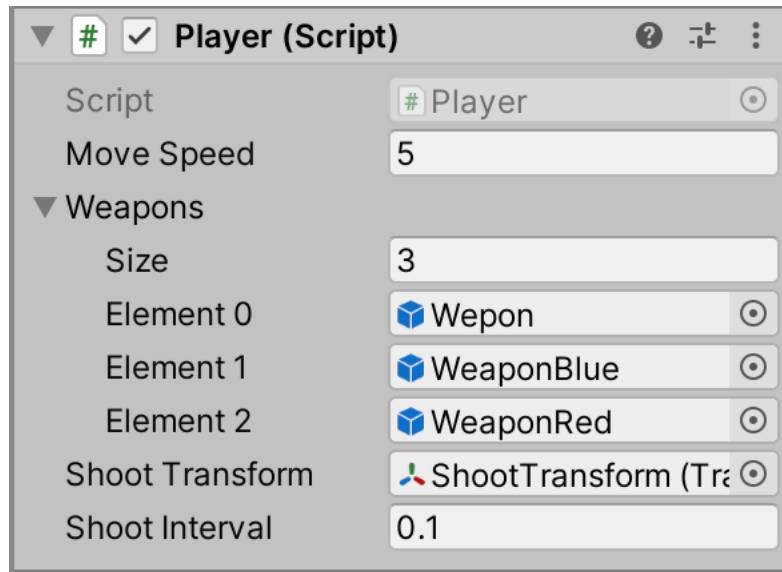 # Player (Script)
Script # Player
Move Speed 5
Weapons
Size 3
Element 0 Wepon
Element 1 WeaponBlue
Element 2 WeaponRed
Shoot Transform ShootTransform (Tra
Shoot Interval 0.1